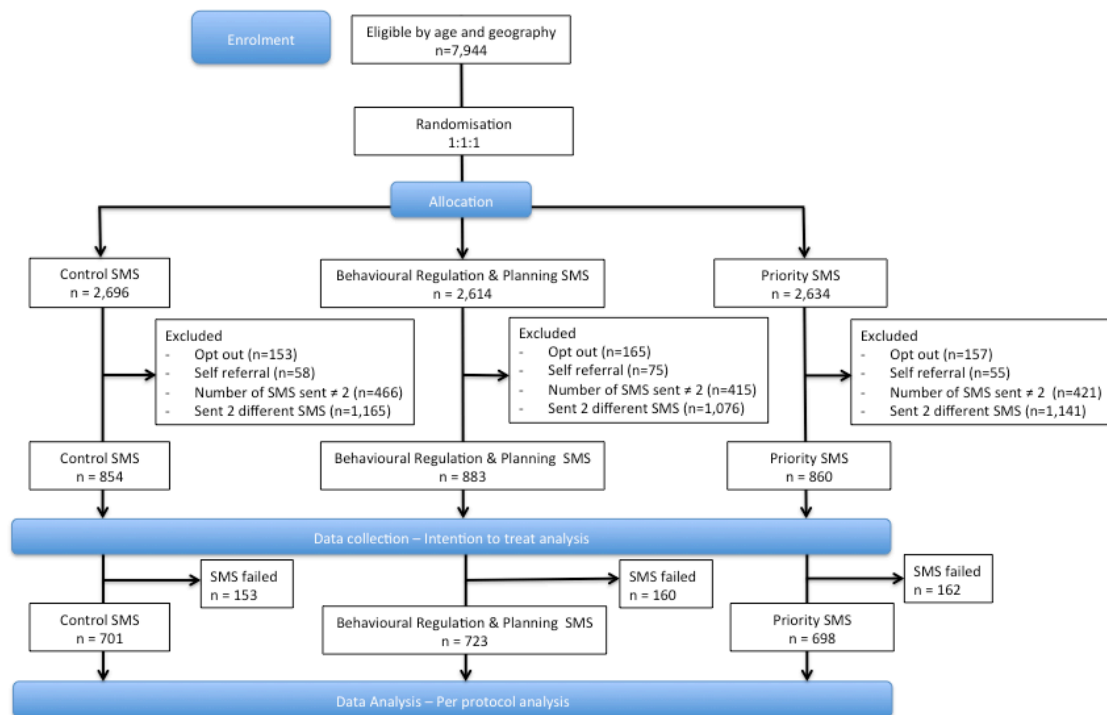 Enrolment
Eligible by age and geography
n=7,944
Randomisation
1:1:1
Allocation
Control SMS
n = 2,696
Behavioural Regulation & Planning SMS
n = 2,614
Priority SMS
n = 2,634
Excluded
- Opt out (n=153)
- Self referral (n=58)
- Number of SMS sent ≠ 2 (n=466)
- Sent 2 different SMS (n=1,165)
Excluded
- Opt out (n=165)
- Self referral (n=75)
- Number of SMS sent ≠ 2 (n=415)
- Sent 2 different SMS (n=1,076)
Excluded
- Opt out (n=157)
- Self referral (n=55)
- Number of SMS sent ≠ 2 (n=421)
- Sent 2 different SMS (n=1,141)
Control SMS
n = 854
Behavioural Regulation & Planning SMS
n = 883
Priority SMS
n = 860
Data collection – Intention to treat analysis
SMS failed
n = 153
SMS failed
n = 160
SMS failed
n = 162
Control SMS
n = 701
Behavioural Regulation & Planning SMS
n = 723
Priority SMS
n = 698
Data Analysis – Per protocol analysis